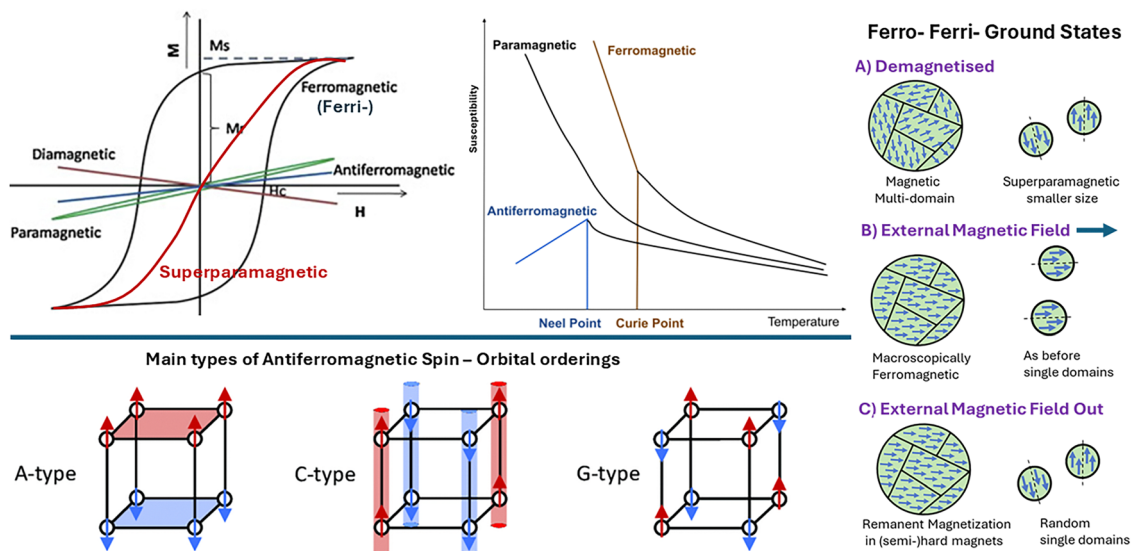 M
Ms
Ferromagnetic
(Ferri-)
Mr
Diamagnetic
Antiferromagnetic
Hc
H
Paramagnetic
Superparamagnetic
Susceptibility
Paramagnetic
Ferromagnetic
Antiferromagnetic
Neel Point
Curie Point
Temperature
Ferro- Ferri- Ground States
A) Demagnetised
Magnetic
Multi-domain
Superparamagnetic
smaller size
B) External Magnetic Field
Macroscopically
Ferromagnetic
As before
single domains
C) External Magnetic Field Out
Remanent Magnetization
in (semi-)hard magnets
Random
single domains
Main types of Antiferromagnetic Spin – Orbital orderings
A-type
C-type
G-type